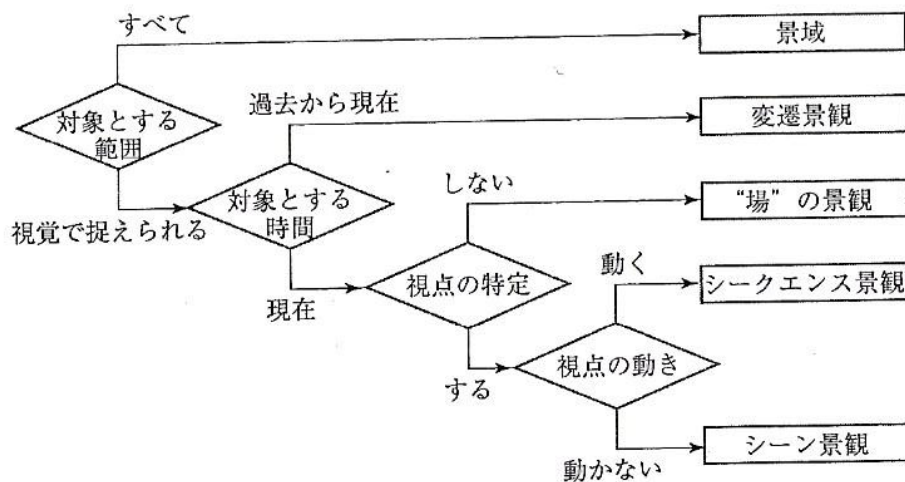 すべて
景域
対象とする
範囲
過去から現在
変遷景観
視覚で捉えられる
対象とする
時間
しない
“場”の景観
現在
視点の特定
動く
シークエンス景観
する
視点の動き
動かない
シーン景観